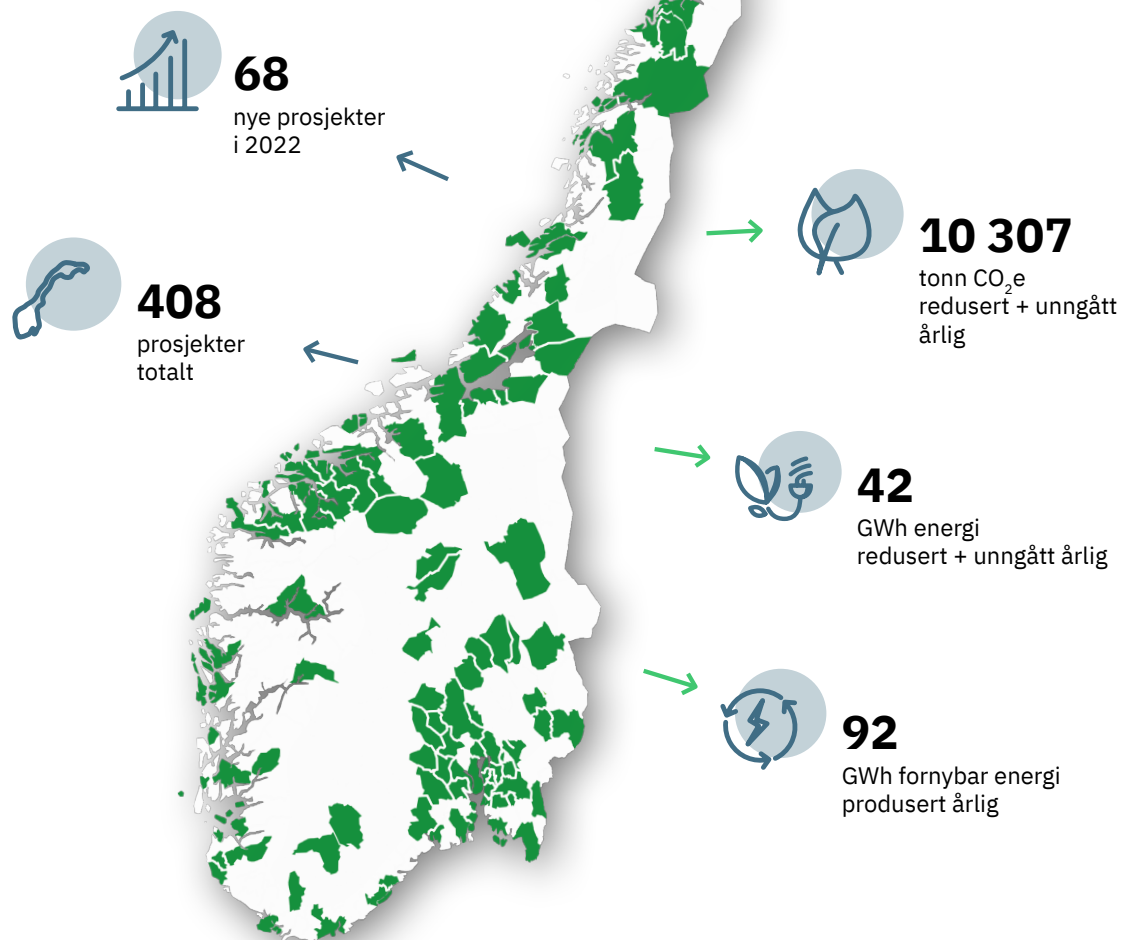 68
nye prosjekter
i 2022
10 307
tonn CO₂e
redusert + unngått
årlig
408
prosjekter
totalt
42
GWh energi
redusert + unngått årlig
92
GWh fornybar energi
produsert årlig